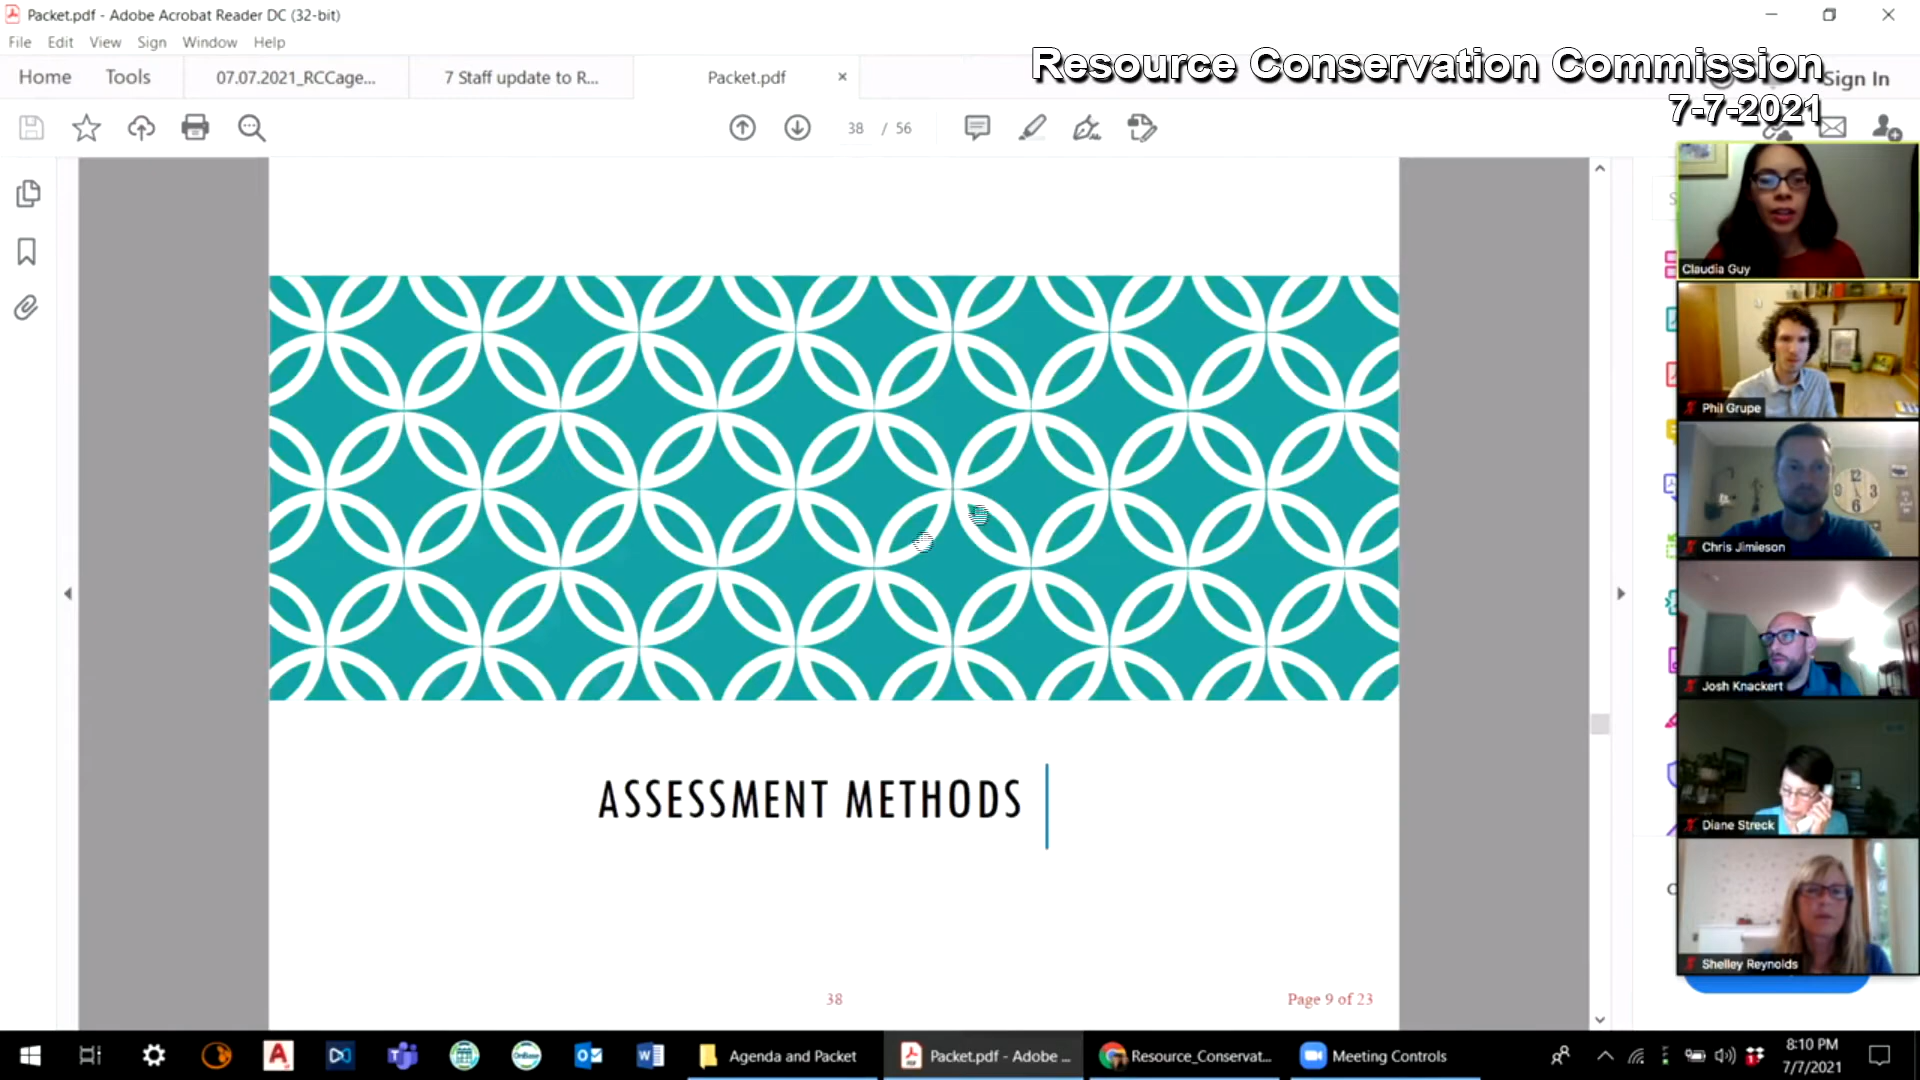 Packet.pdf - Adobe Acrobat Reader DC (32-bit)
File Edit View Sign Window Help
Resource Conservation Commission
Home Tools 07.07.2021_RCCage... 7 Staff update to R... Packet.pdf × Sign In
7-7-2021
38 / 56
Claudia Guy
Phil Grupe
Chris Jimieson
Josh Knackert
Diane Streck
Shelley Reynolds
ASSESSMENT METHODS
38
Page 9 of 23
Agenda and Packet
Packet.pdf - Adobe ...
Resource_Conservat...
Meeting Controls
8:10 PM
7/7/2021